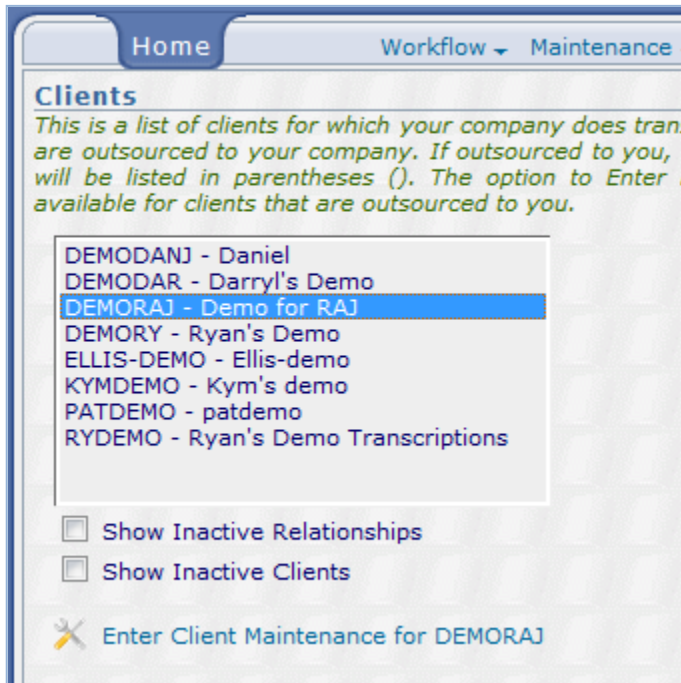 Home Workflow Maintenance
Clients
This is a list of clients for which your company does
are outsourced to your company. If outsourced to you,
will be listed in parentheses (). The option to Enter
available for clients that are outsourced to you.
DEMODANJ - Daniel
DEMODAR - Darryl's Demo
DEMORAJ - Demo for RAJ
DEMORY - Ryan's Demo
ELLIS-DEMO - Ellis-demo
KYMDEMO - Kym's demo
PATDEMO - patdemo
RYDEMO - Ryan's Demo Transcriptions
Show Inactive Relationships
Show Inactive Clients
Enter Client Maintenance for DEMORAJ